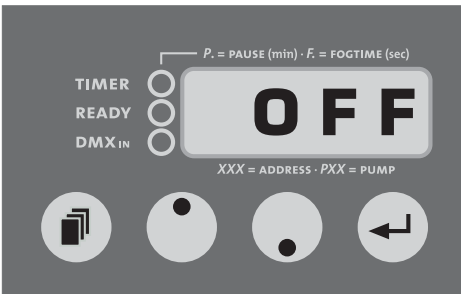 P. = PAUSE (min) · F. = FOGTIME (sec)
TIMER
READY
DMX IN
OFF
XXX = ADDRESS · PXX = PUMP